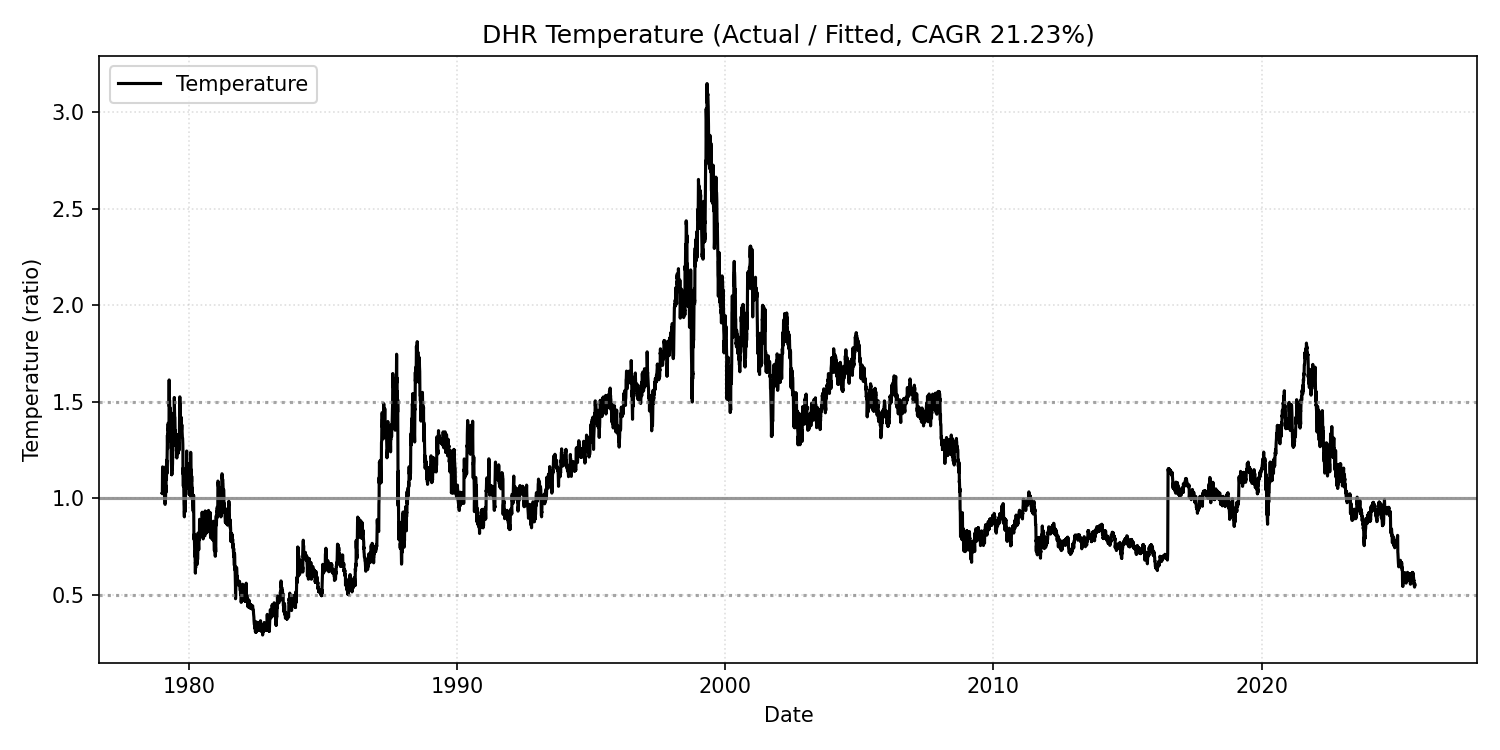 DHR Temperature (Actual / Fitted, CAGR 21.23%)
Temperature
Temperature (ratio)
3.0
2.5
2.0
1.5
1.0
0.5
1980 1990 2000 2010 2020
Date